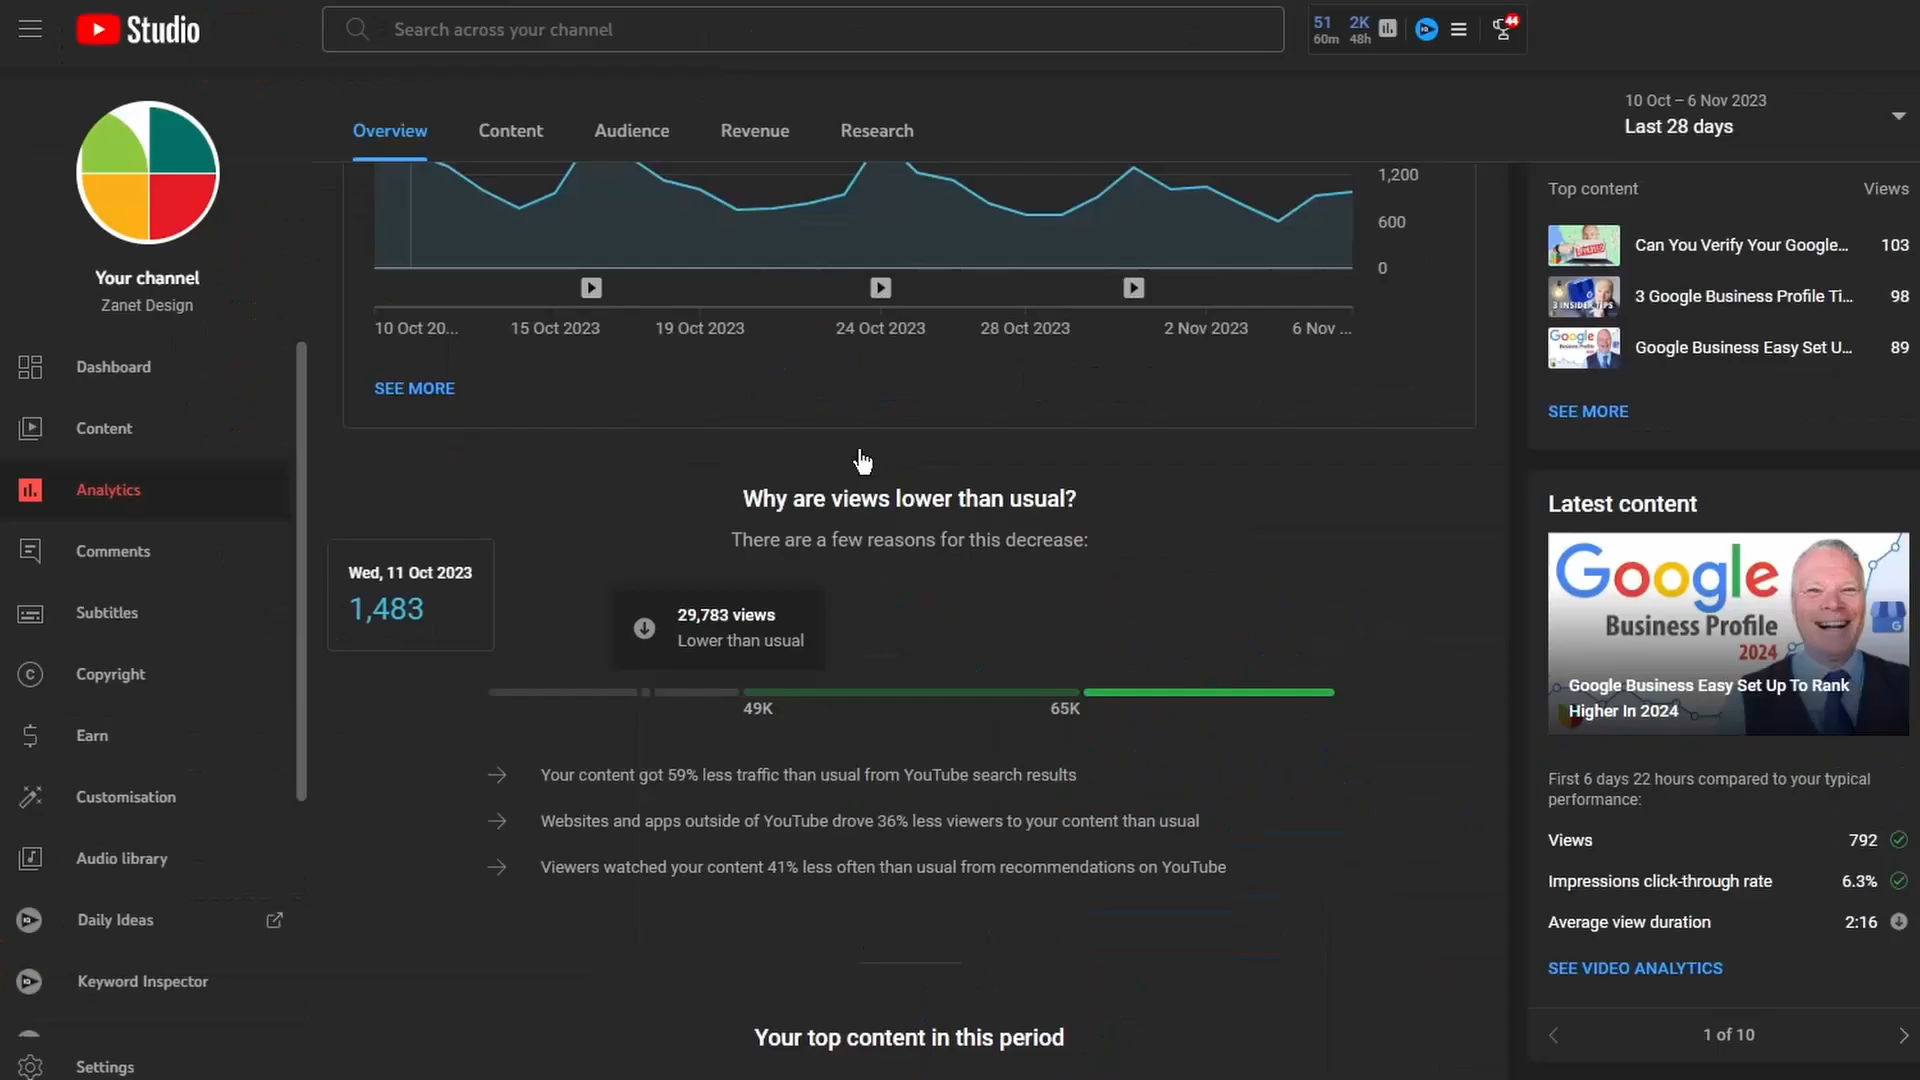 Studio
Search across your channel
51
60m
2K
48h
44
Your channel
Zanet Design
Dashboard
Content
Analytics
Comments
Subtitles
Copyright
Earn
Customisation
Audio library
Daily Ideas
Keyword Inspector
Settings
Overview
Content
Audience
Revenue
Research
10 Oct – 6 Nov 2023
Last 28 days
1,200
600
0
10 Oct 20...
15 Oct 2023
19 Oct 2023
24 Oct 2023
28 Oct 2023
2 Nov 2023
6 Nov ...
SEE MORE
Why are views lower than usual?
There are a few reasons for this decrease:
Wed, 11 Oct 2023
1,483
29,783 views
Lower than usual
49K
65K
Your content got 59% less traffic than usual from YouTube search results
Websites and apps outside of YouTube drove 36% less viewers to your content than usual
Viewers watched your content 41% less often than usual from recommendations on YouTube
Your top content in this period
Top content
Views
Can You Verify Your Google...
103
3 INSIDER TIPS
3 Google Business Profile Ti...
98
Google
Google Business Easy Set U...
89
SEE MORE
Latest content
Google
Business Profile
2024
Google Business Easy Set Up To Rank
Higher In 2024
First 6 days 22 hours compared to your typical
performance:
Views
792
Impressions click-through rate
6.3%
Average view duration
2:16
SEE VIDEO ANALYTICS
1 of 10